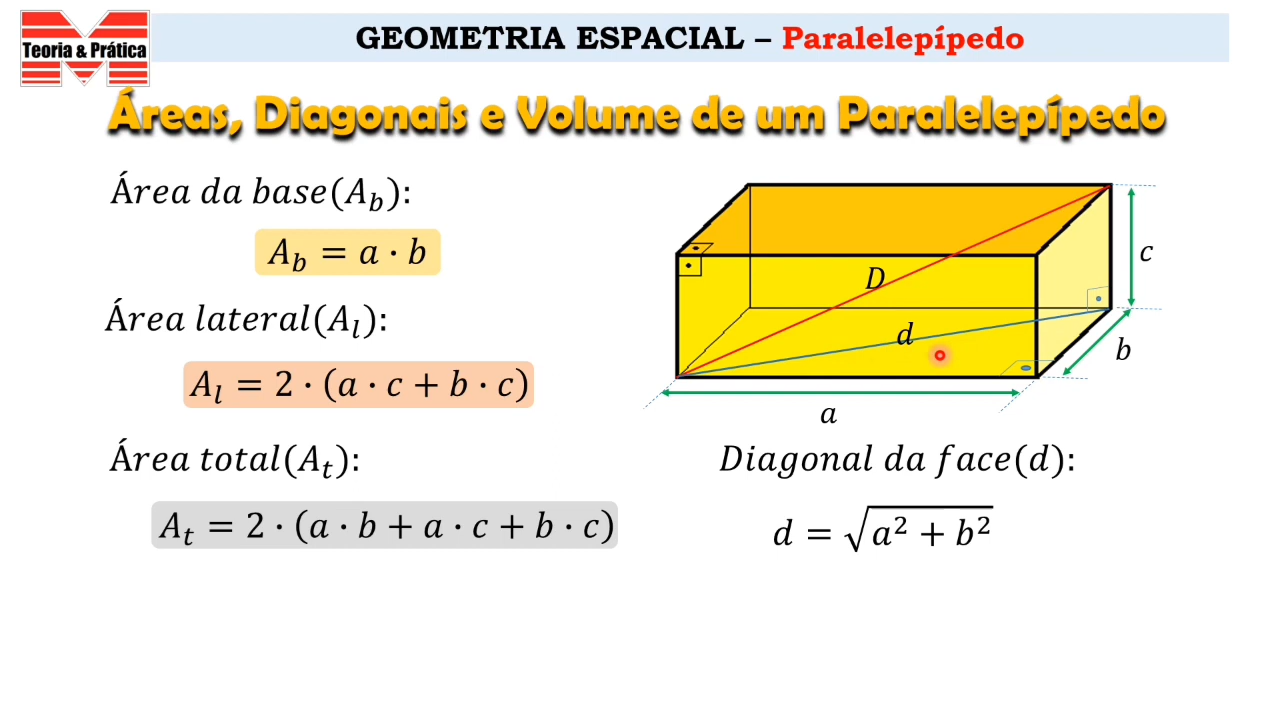 Teoria & Prática
GEOMETRIA ESPACIAL – Paralelepípedo
Áreas, Diagonais e Volume de um Paralelepípedo
Área da base(A_b):
A_b = a · b
Área lateral(A_l):
A_l = 2 · (a · c + b · c)
Área total(A_t):
A_t = 2 · (a · b + a · c + b · c)
D
d
c
b
a
Diagonal da face(d):
d = √(a² + b²)